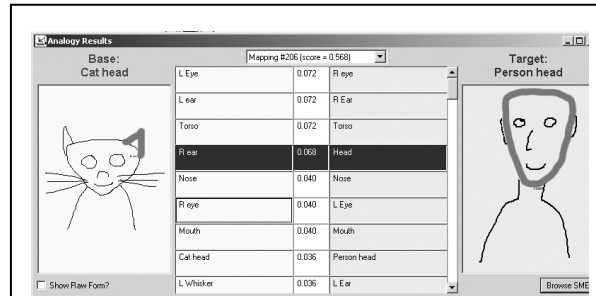 Analogy Results
Base:
Cat head
Mapping #206 (score = 0.568)
Target:
Person head
L Eye 0.072 R eye
L ear 0.072 R Ear
Torso 0.072 Torso
R ear 0.068 Head
Nose 0.040 Nose
R eye 0.040 L Eye
Mouth 0.040 Mouth
Cat head 0.036 Person head
L Whisker 0.036 L Ear
Show Raw Form?
Browse SME